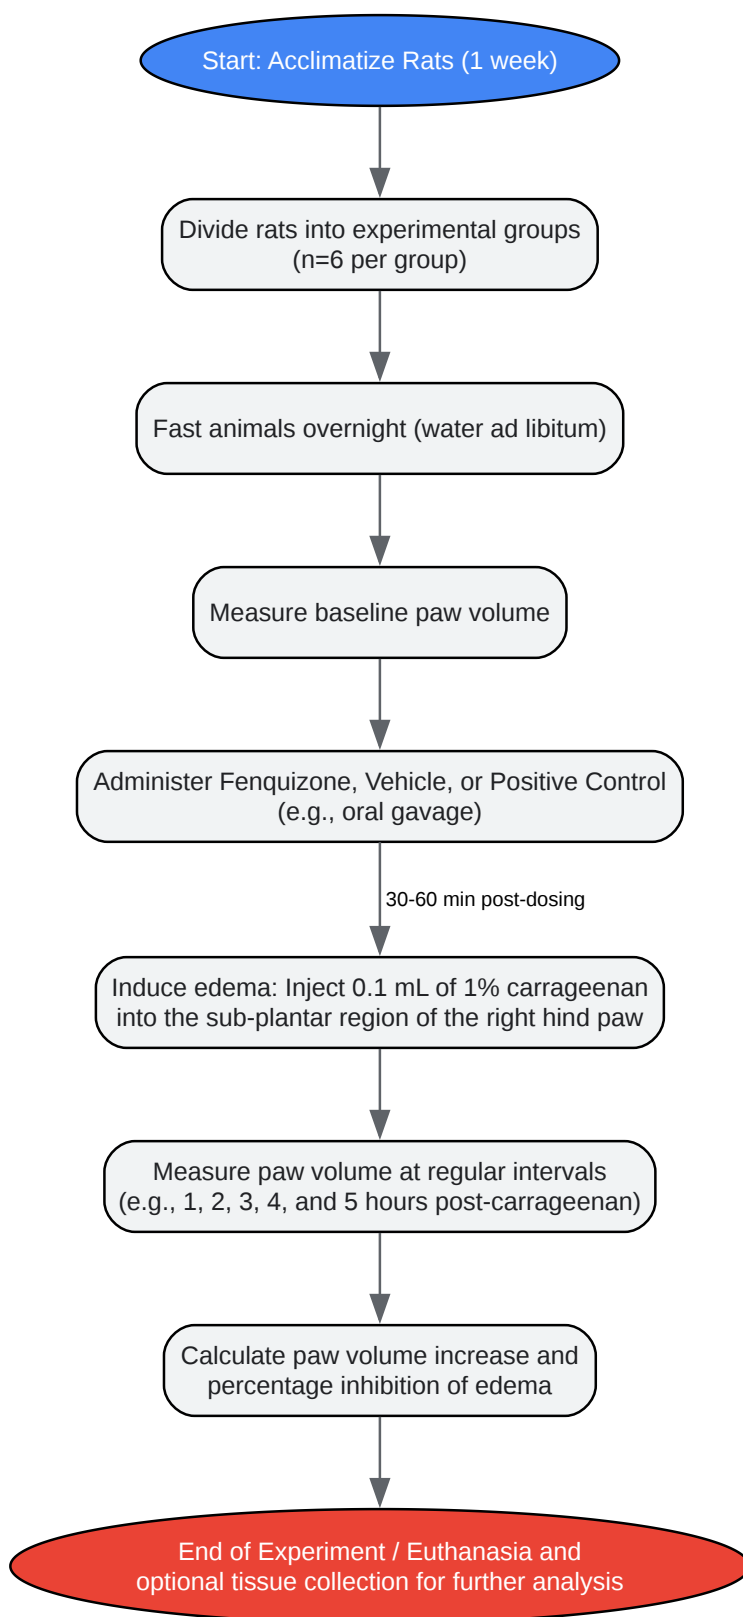 Start: Acclimatize Rats (1 week)
Divide rats into experimental groups
(n=6 per group)
Fast animals overnight (water ad libitum)
Measure baseline paw volume
Administer Fenquizone, Vehicle, or Positive Control
(e.g., oral gavage)
30-60 min post-dosing
Induce edema: Inject 0.1 mL of 1% carrageenan
into the sub-plantar region of the right hind paw
Measure paw volume at regular intervals
(e.g., 1, 2, 3, 4, and 5 hours post-carrageenan)
Calculate paw volume increase and
percentage inhibition of edema
End of Experiment / Euthanasia and
optional tissue collection for further analysis